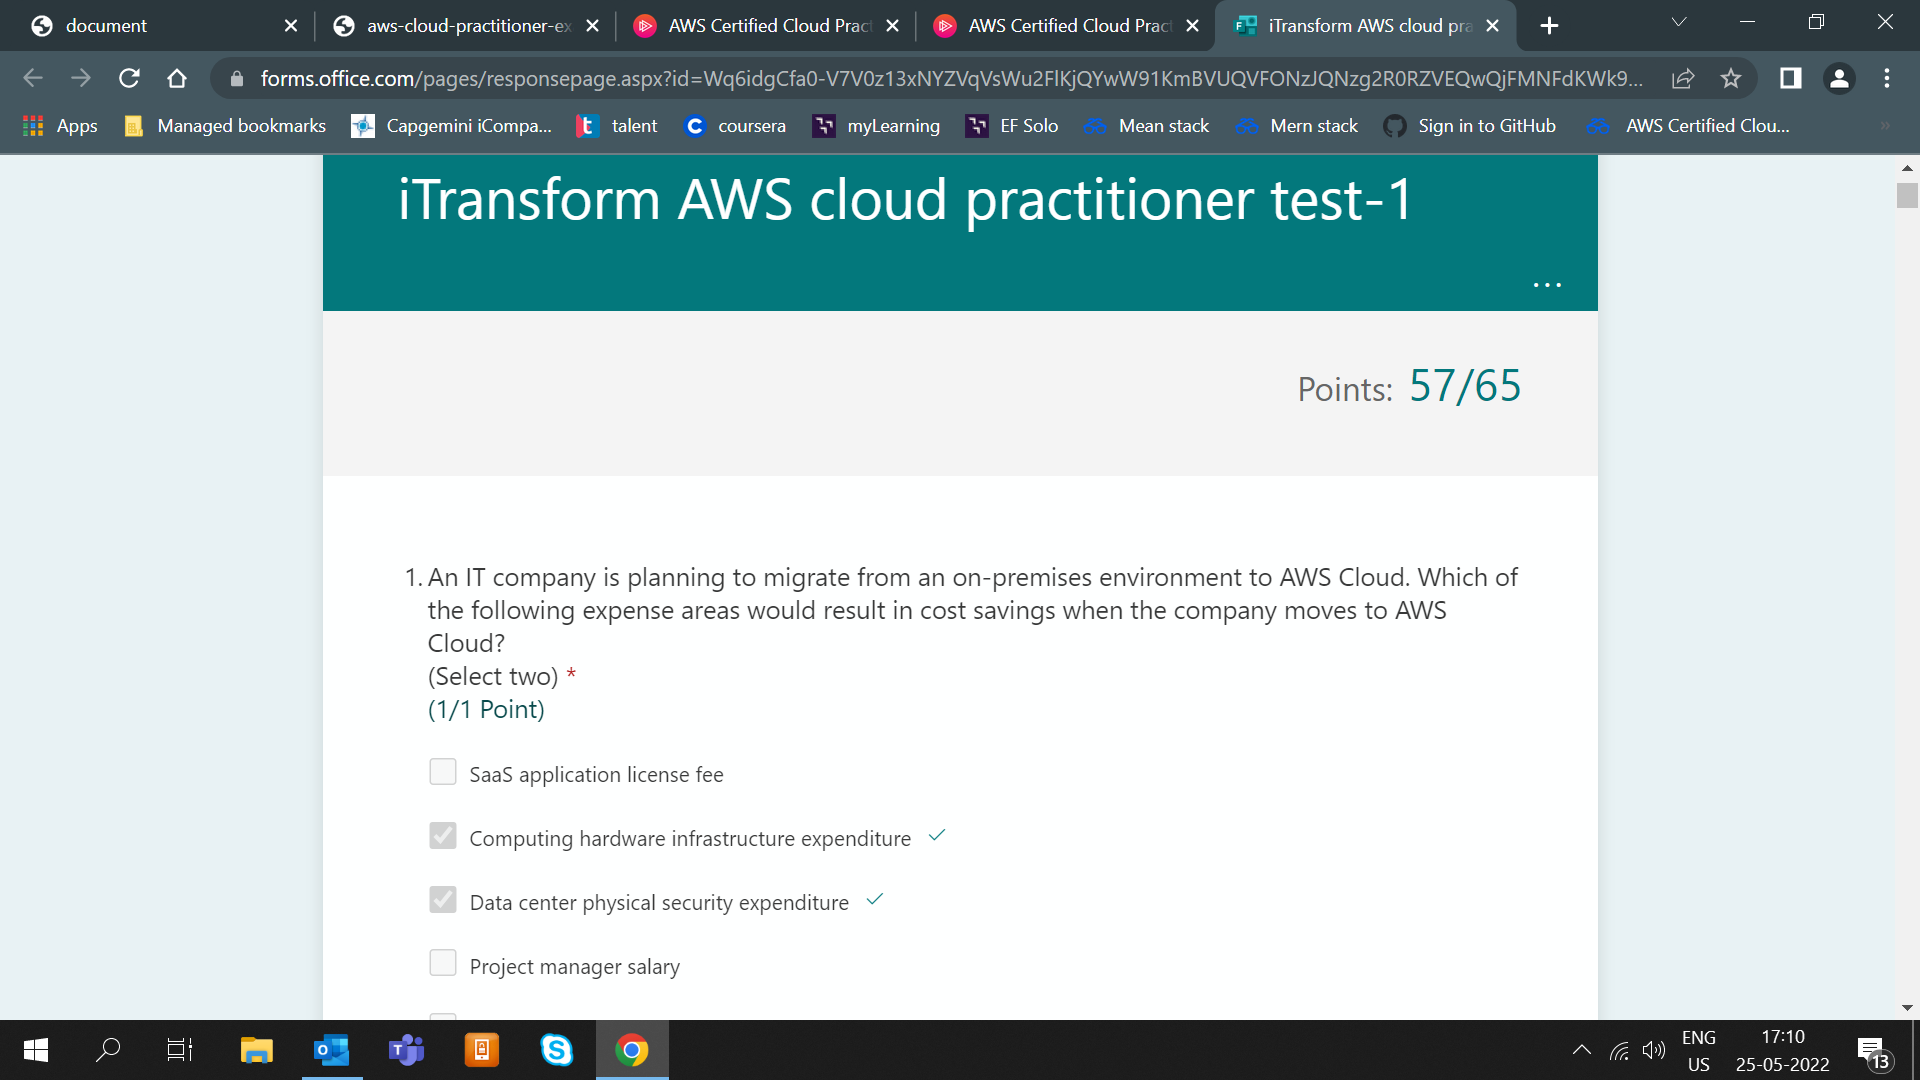 document
aws-cloud-practitioner-ex
AWS Certified Cloud Pract
AWS Certified Cloud Pract
iTransform AWS cloud pra
forms.office.com/pages/responsepage.aspx?id=Wq6idgCfa0-V7V0z13xNYZVqVsWu2FlKjQYwW91KmBVUQVFONzJQNzg2R0RZVEQwQjFMNFdKWk9...
Apps
Managed bookmarks
Capgemini iCompa...
talent
coursera
myLearning
EF Solo
Mean stack
Mern stack
Sign in to GitHub
AWS Certified Clou...
iTransform AWS cloud practitioner test-1
...
Points: 57/65
1. An IT company is planning to migrate from an on-premises environment to AWS Cloud. Which of
the following expense areas would result in cost savings when the company moves to AWS
Cloud?
(Select two) *
(1/1 Point)
SaaS application license fee
Computing hardware infrastructure expenditure
Data center physical security expenditure
Project manager salary
ENG
US
17:10
25-05-2022
13